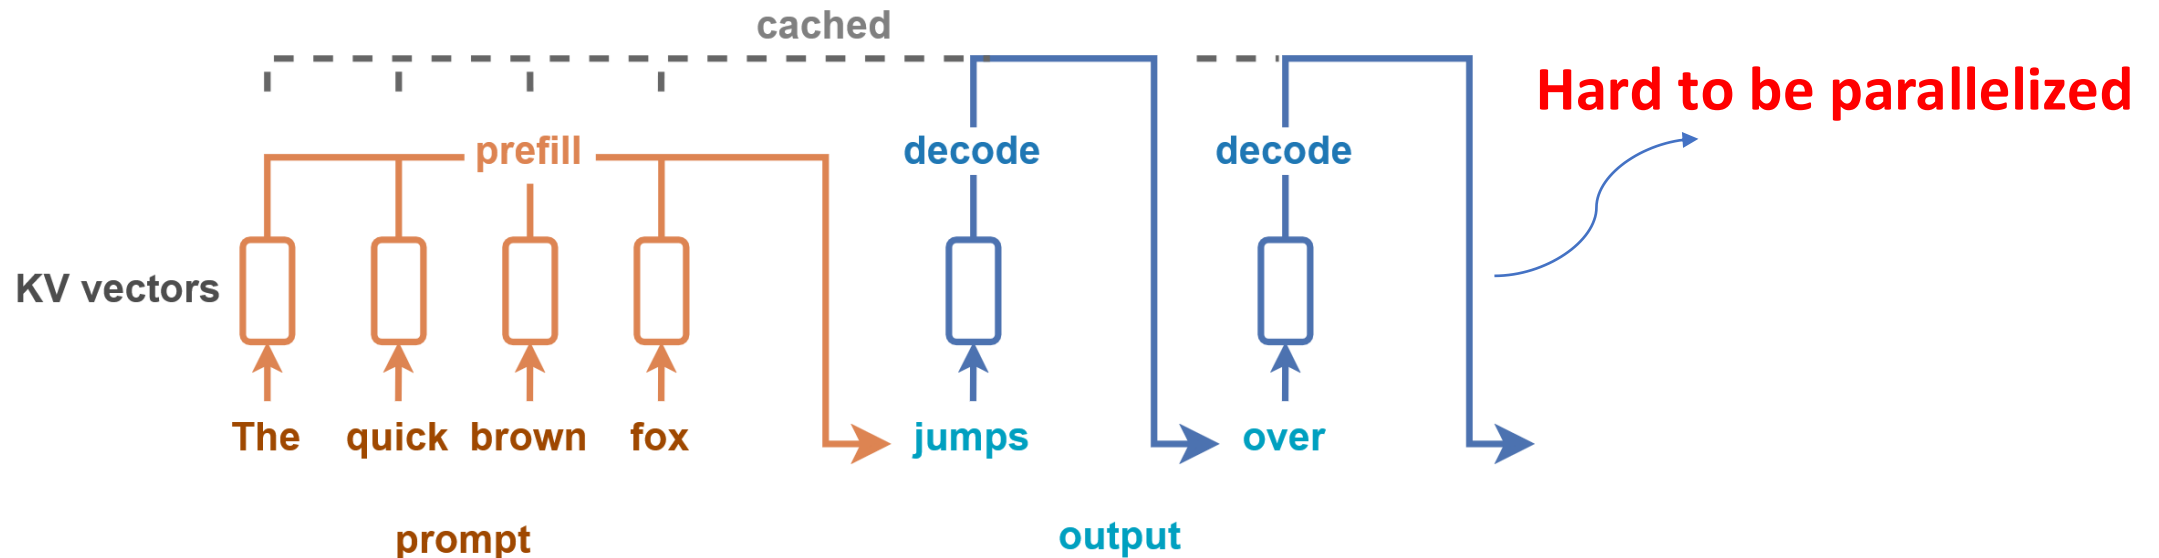 cached
Hard to be parallelized
prefill
decode
decode
KV vectors
The quick brown fox jumps over
prompt
output